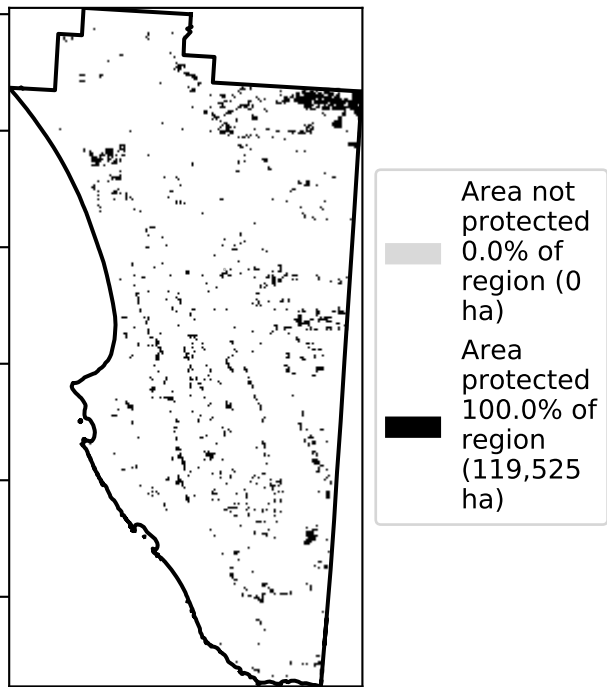 Area not
protected
0.0% of
region (0
ha)
Area
protected
100.0% of
region
(119,525
ha)